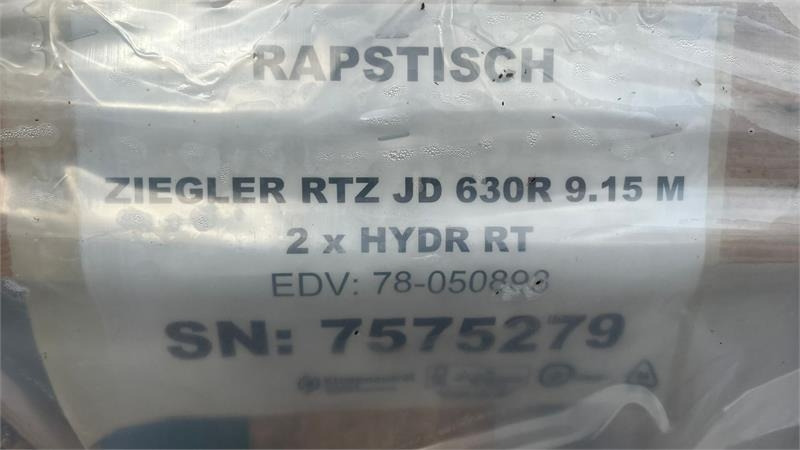 RAPSTISCH
ZIEGLER RTZ JD 630R 9.15 M
2 x HYDR RT
EDV: 78-050893
SN: 7575279